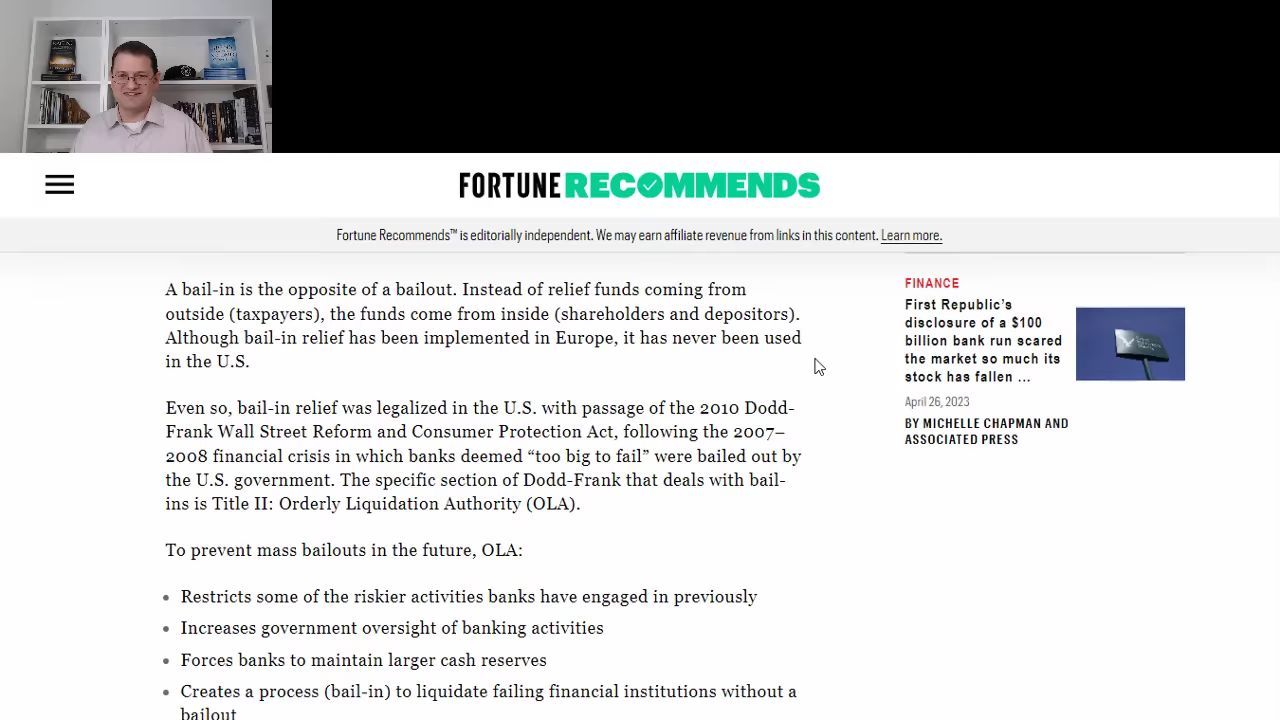 FORTUNE RECOMMENDS
Fortune Recommends™ is editorially independent. We may earn affiliate revenue from links in this content. Learn more.
A bail-in is the opposite of a bailout. Instead of relief funds coming from
outside (taxpayers), the funds come from inside (shareholders and depositors).
Although bail-in relief has been implemented in Europe, it has never been used
in the U.S.
Even so, bail-in relief was legalized in the U.S. with passage of the 2010 Dodd-
Frank Wall Street Reform and Consumer Protection Act, following the 2007–
2008 financial crisis in which banks deemed “too big to fail” were bailed out by
the U.S. government. The specific section of Dodd-Frank that deals with bail-
ins is Title II: Orderly Liquidation Authority (OLA).
To prevent mass bailouts in the future, OLA:
Restricts some of the riskier activities banks have engaged in previously
Increases government oversight of banking activities
Forces banks to maintain larger cash reserves
Creates a process (bail-in) to liquidate failing financial institutions without a
bailout
FINANCE
First Republic’s
disclosure of a $100
billion bank run scared
the market so much its
stock has fallen ...
April 26, 2023
BY MICHELLE CHAPMAN AND
ASSOCIATED PRESS